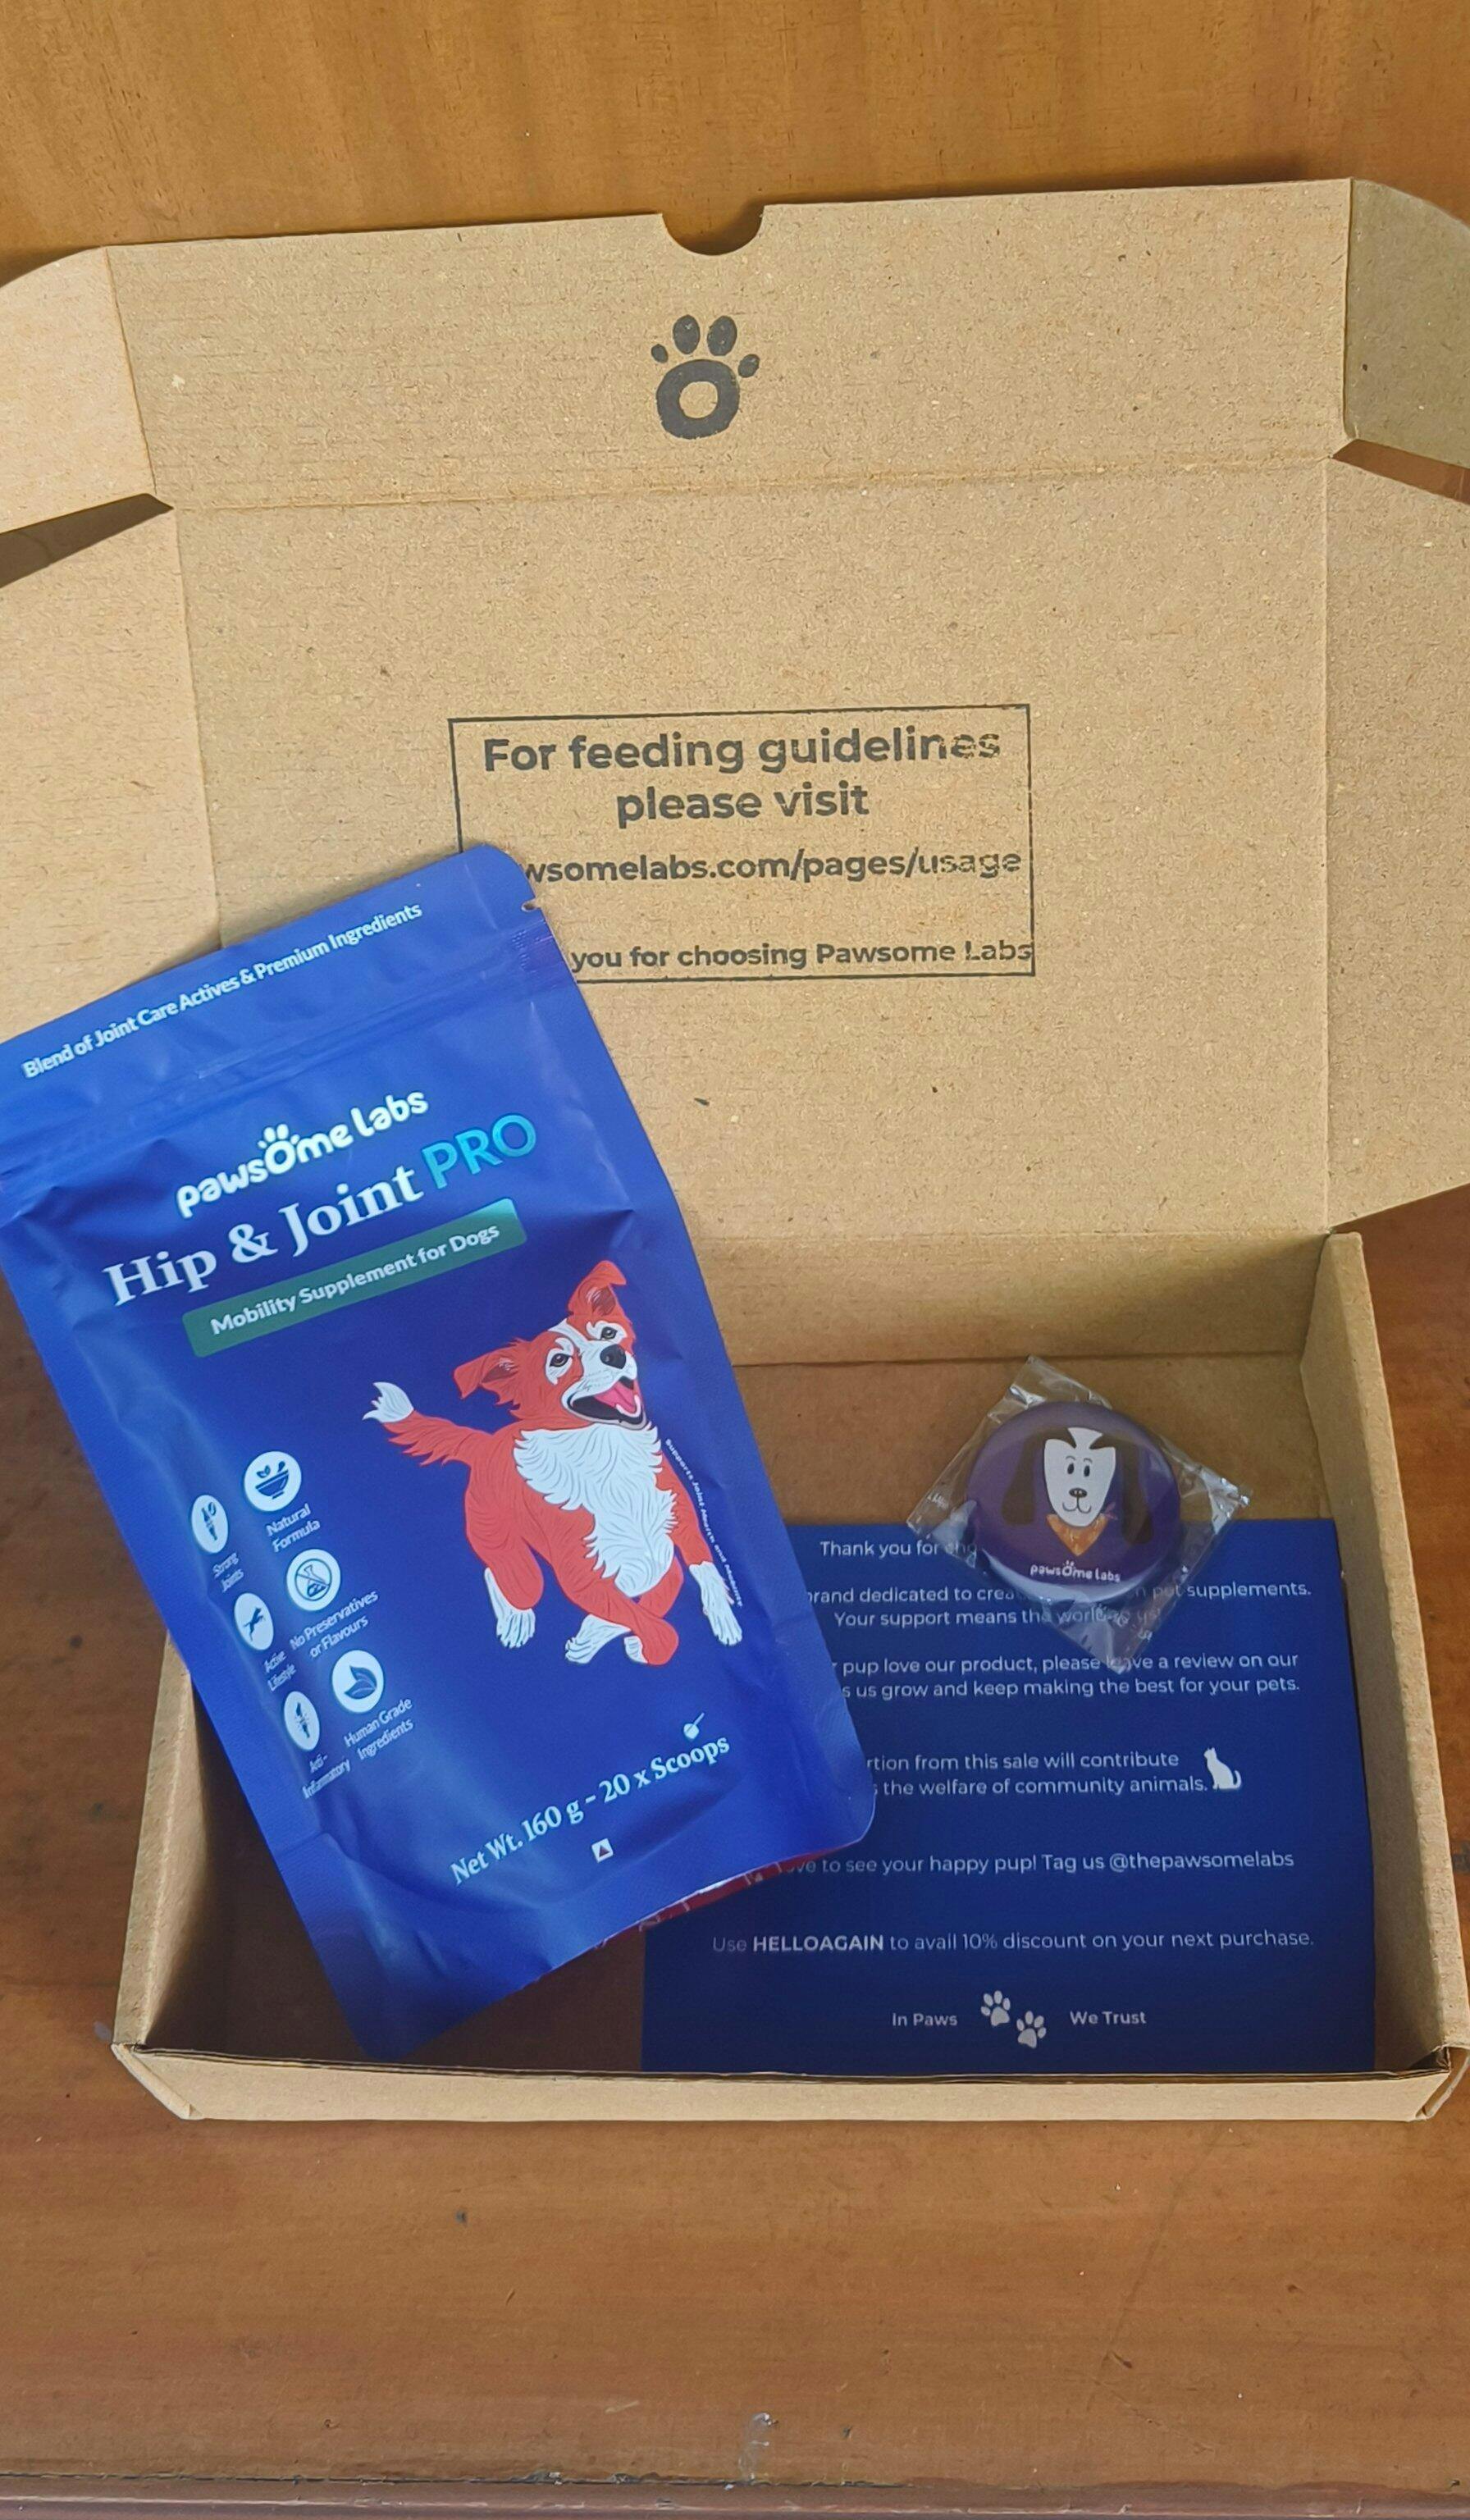 For feeding guidelines
please visit
wsomelabs.com/pages/usage
you for choosing Pawsome Labs
Blend of Joint Care Actives & Premium Ingredients
pawsome labs
Hip & Joint PRO
Mobility Supplement for Dogs
Natural
Formula
Strong
Joints
No Preservatives
or Flavours
Active
Lifestyle
Human Grade
Ingredients
Anti-
Inflammatory
Supports Joint Health and
Net Wt. 160 g - 20 x Scoops
pawsome labs
Thank you for
brand dedicated to pet supplements.
Your support means the world
pup love our product, please leave a review on our
us grow and keep making the best for your pets.
from this sale will contribute
the welfare of community animals.
to see your happy pup! Tag us @thepawsomelabs
Use HELLOAGAIN to avail 10% discount on your next purchase.
In Paws We Trust